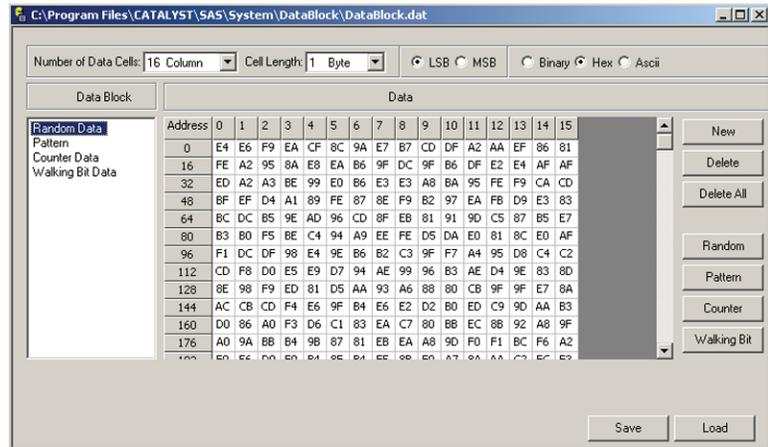 C:\Program Files\CATALYST\SAS\System\DataBlock\DataBlock.dat
Number of Data Cells: 16 Column Cell Length: 1 Byte LSB MSB Binary Hex Ascii
Data Block Data
Random Data
Pattern
Counter Data
Walking Bit Data
Address 0 1 2 3 4 5 6 7 8 9 10 11 12 13 14 15
0 E4 E6 F9 EA CF 8C 9A E7 B7 CD DF A2 AA EF 86 81
16 FE A2 95 8A E8 EA B6 9F DC 9F B6 DF E2 E4 AF AF
32 ED A2 A3 BE 99 E0 B6 E3 E3 A8 BA 95 FE F9 CA CD
48 BF EF D4 A1 89 FE 87 8E F9 B2 97 EA FB D9 E3 83
64 BC DC B5 9E AD 96 CD 8F EB 81 91 9D C5 87 B5 E7
80 B3 B0 F5 BE C4 94 A9 EE FE D5 DA E0 81 8C E0 AF
96 F1 DC DF 98 E4 9E B6 B2 C3 9F F7 A4 95 D8 C4 C2
112 CD F8 D0 E5 E9 D7 94 AE 99 96 B3 AE D4 9E 83 8D
128 8E 98 F9 ED 81 D5 AA 93 A6 88 80 CB 9F 9F E7 8A
144 AC CB CD F4 E6 9F B4 E6 E2 D2 B0 ED C9 9D AA B3
160 D0 86 A0 F3 D6 C1 83 EA C7 80 BB EC 8B 92 A8 9F
176 A0 9A BB B4 9B 87 81 EB EA A8 9D F0 F1 BC F6 A2
New
Delete
Delete All
Random
Pattern
Counter
Walking Bit
Save Load